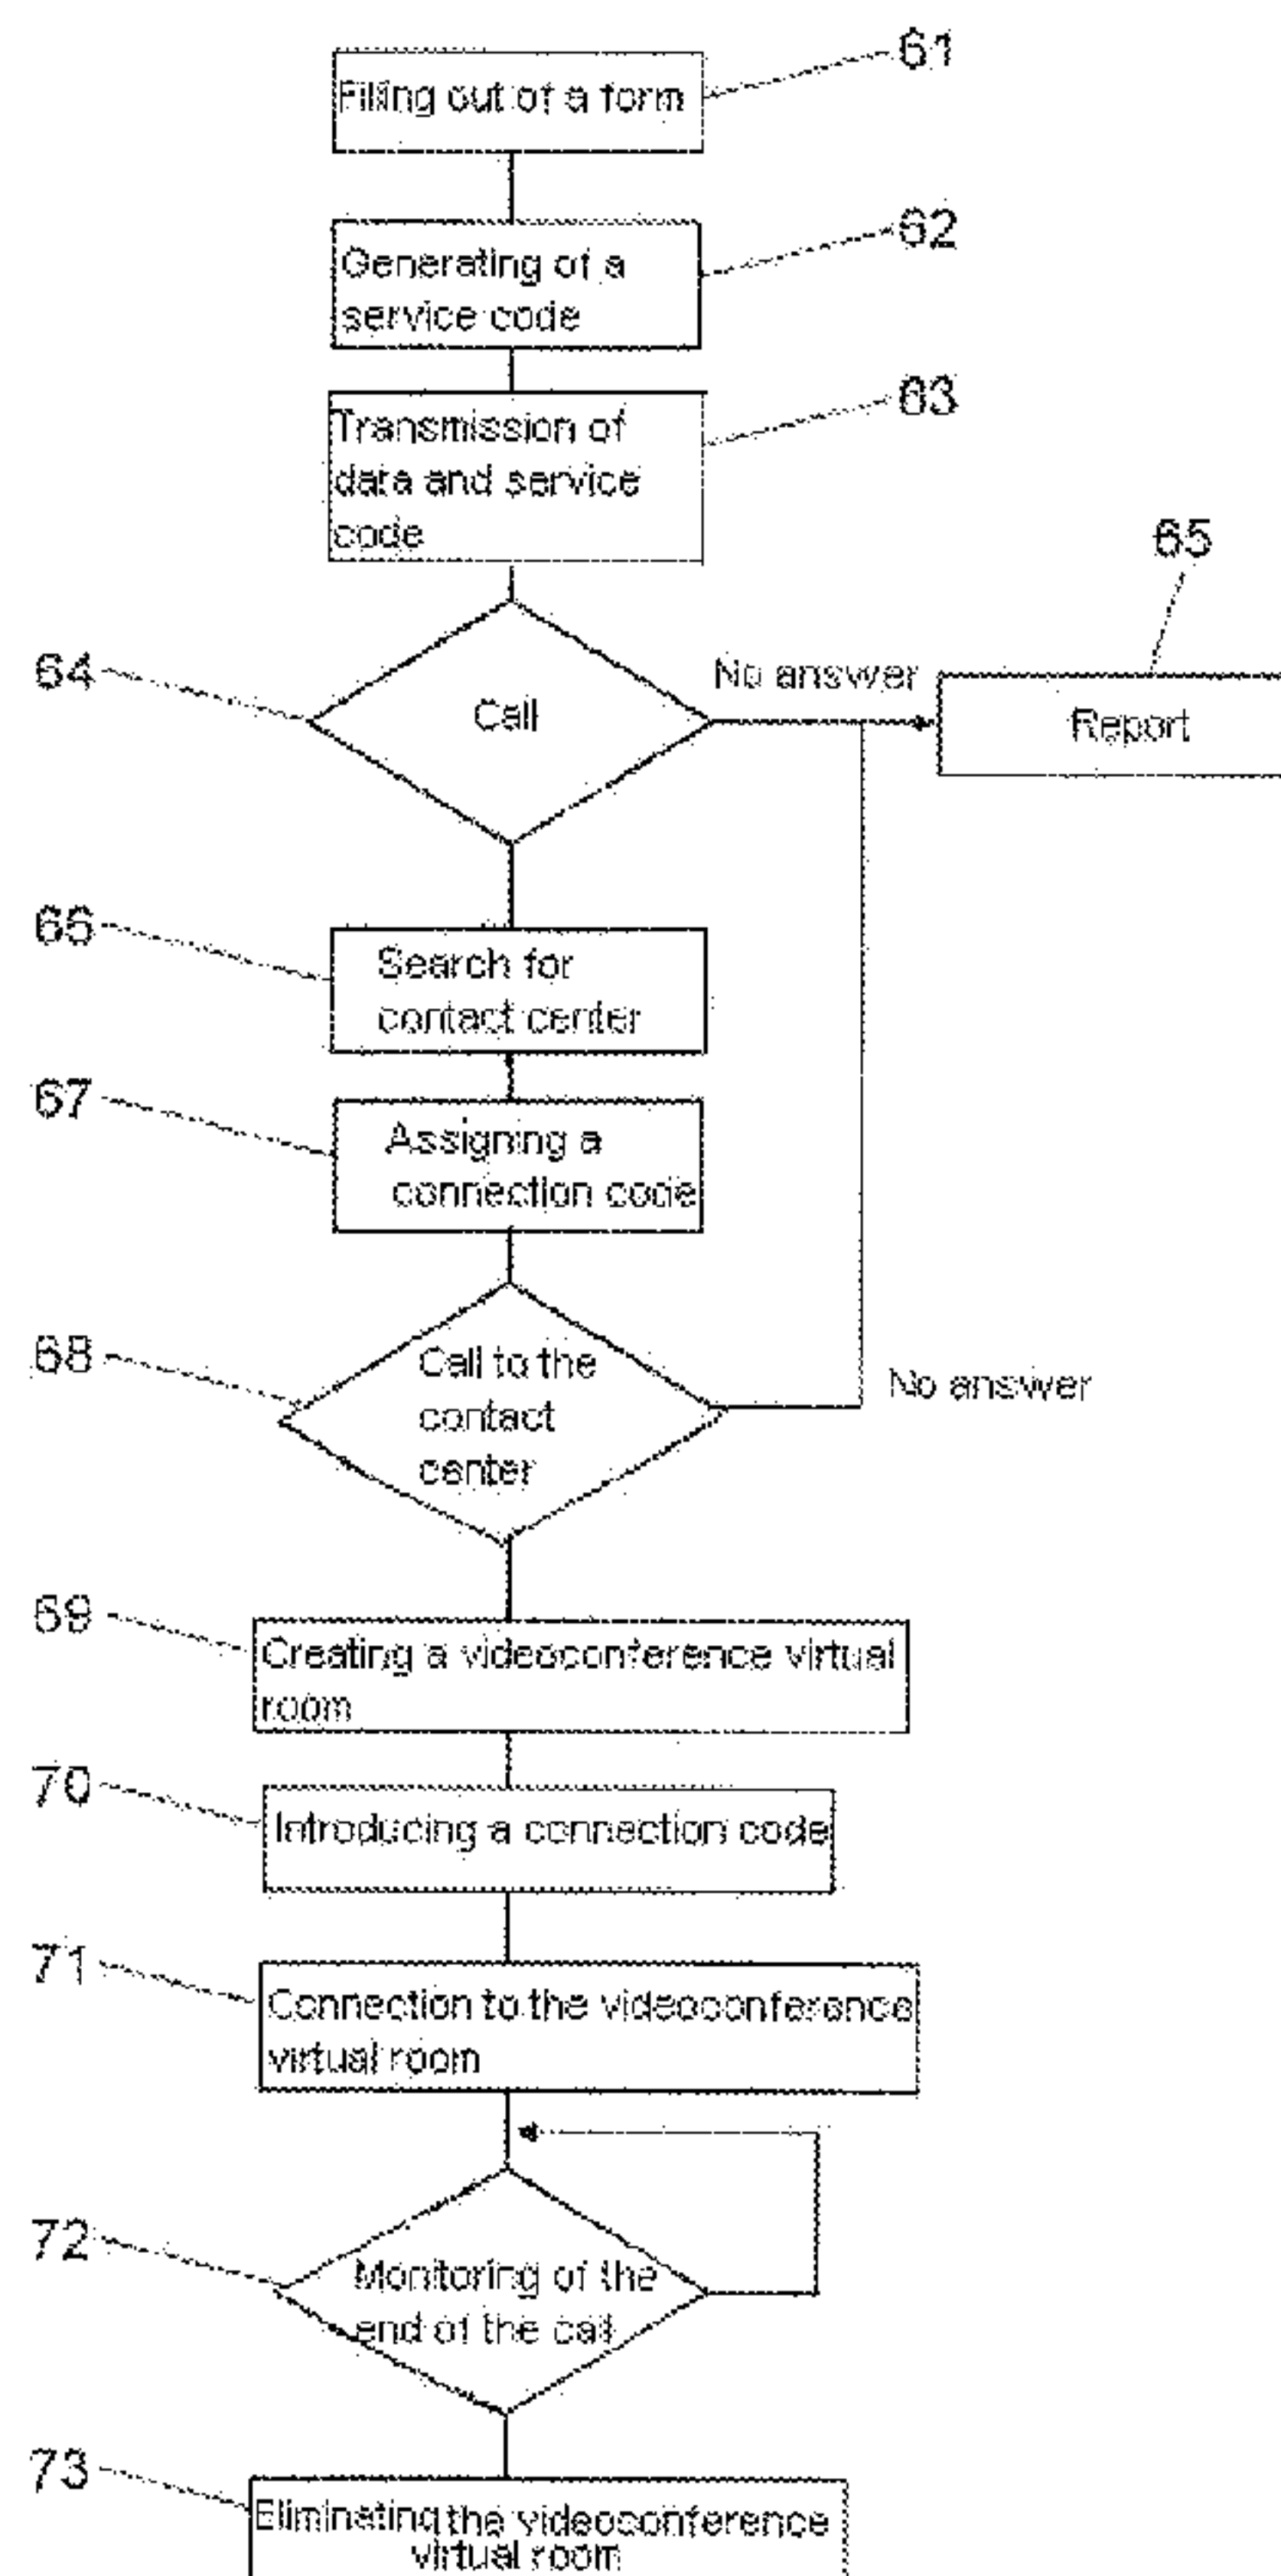 61
Filling out of a form
62
Generating of a
service code
63
Transmission of
data and service
code
65
64
No answer
Call
Report
66
Search for
contact center
67
Assigning a
connection code
68
Call to the
contact
center
No answer
69
Creating a videoconference virtual
room
70
Introducing a connection code
71
Connection to the videoconference
virtual room
72
Monitoring of the
end of the call
73
Eliminating the videoconference
virtual room